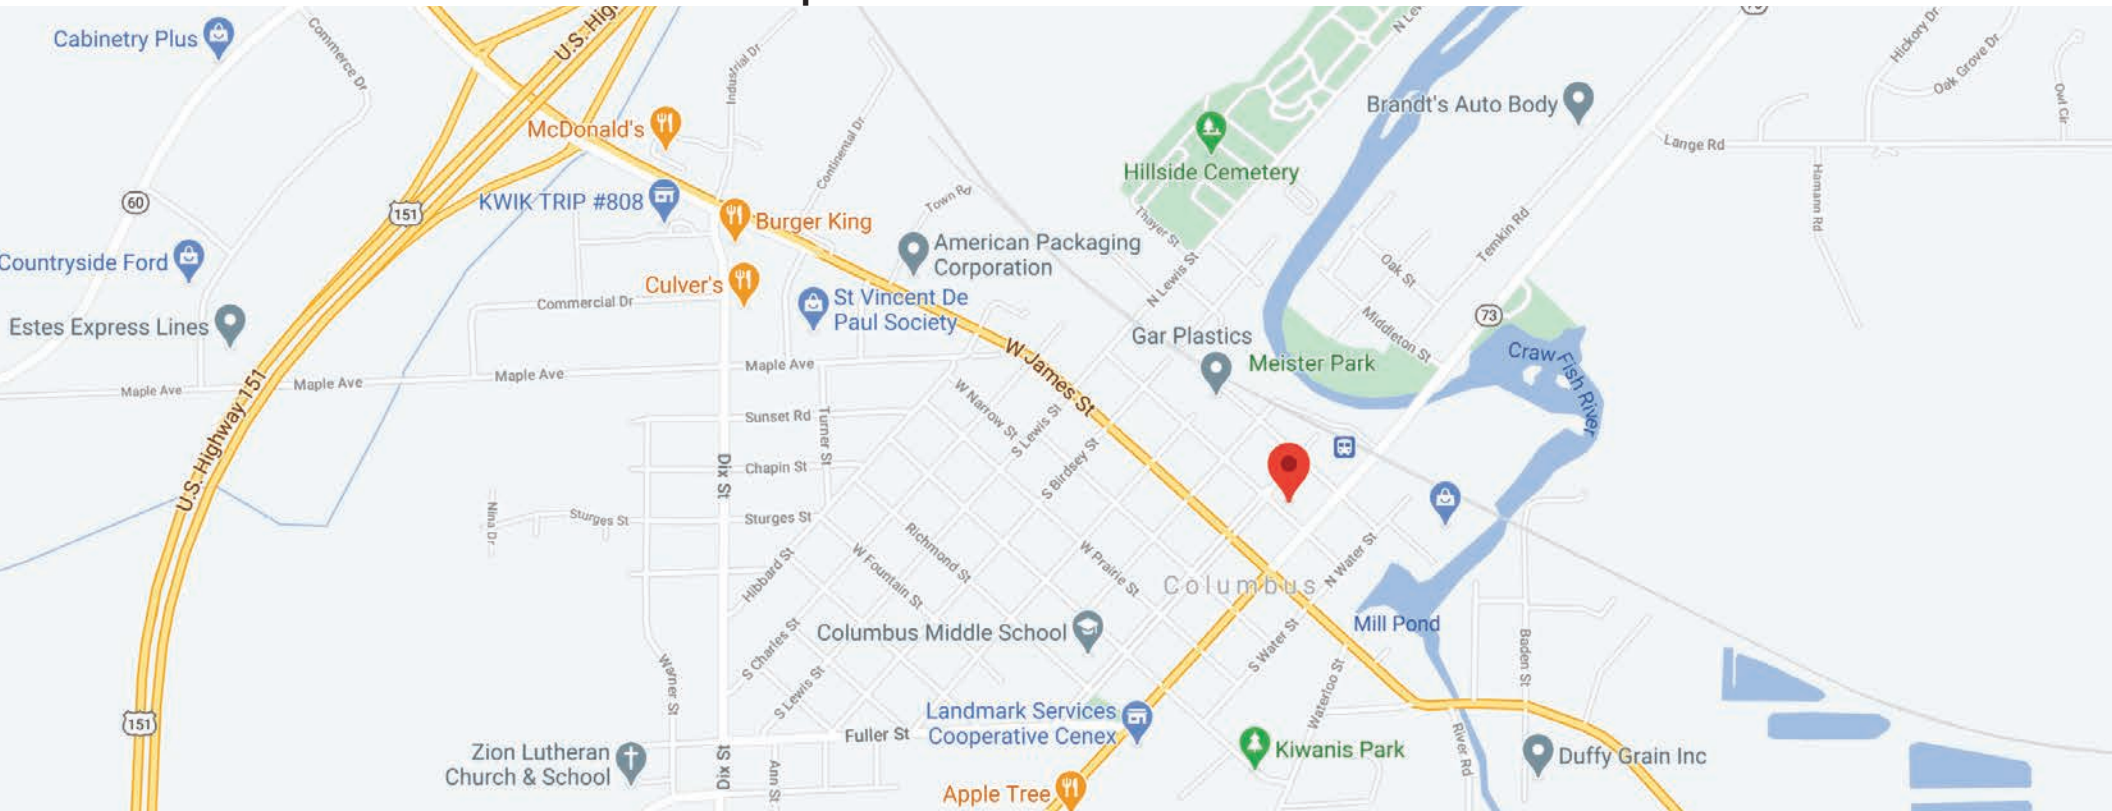 Cabinetry Plus
Commerce Dr
U.S. Hig
Industrial Dr
N Le
Hickory Dr
Oak Grove Dr
Owl Cir
McDonald's
Continental Dr
Brandt's Auto Body
Hillside Cemetery
Lange Rd
60
151
KWIK TRIP #808
Burger King
Town Rd
Thayer St
Hamann Rd
Countryside Ford
American Packaging
Corporation
Temkin Rd
Oak St
N Lewis St
Culver's
Commercial Dr
St Vincent De
Paul Society
Estes Express Lines
73
Middleton St
Gar Plastics
Meister Park
Craw Fish River
W James St
Maple Ave
Maple Ave
Maple Ave
Maple Ave
W Narrow St
S Lewis St
S Birdsey St
Sunset Rd
Turner St
U.S. Highway 151
Dix St
Chapin St
Nina Dr
Sturges St
Sturges St
Richmond St
Hibbard St
W Fountain St
W Prairie St
Columbus
N Water St
Columbus Middle School
Mill Pond
S Charles St
S Lewis St
S Water St
Warner St
Waterloo St
Baden St
151
Landmark Services
Cooperative Cenex
Fuller St
Zion Lutheran
Church & School
Dix St
Ann St
Kiwanis Park
River Rd
Duffy Grain Inc
Apple Tree